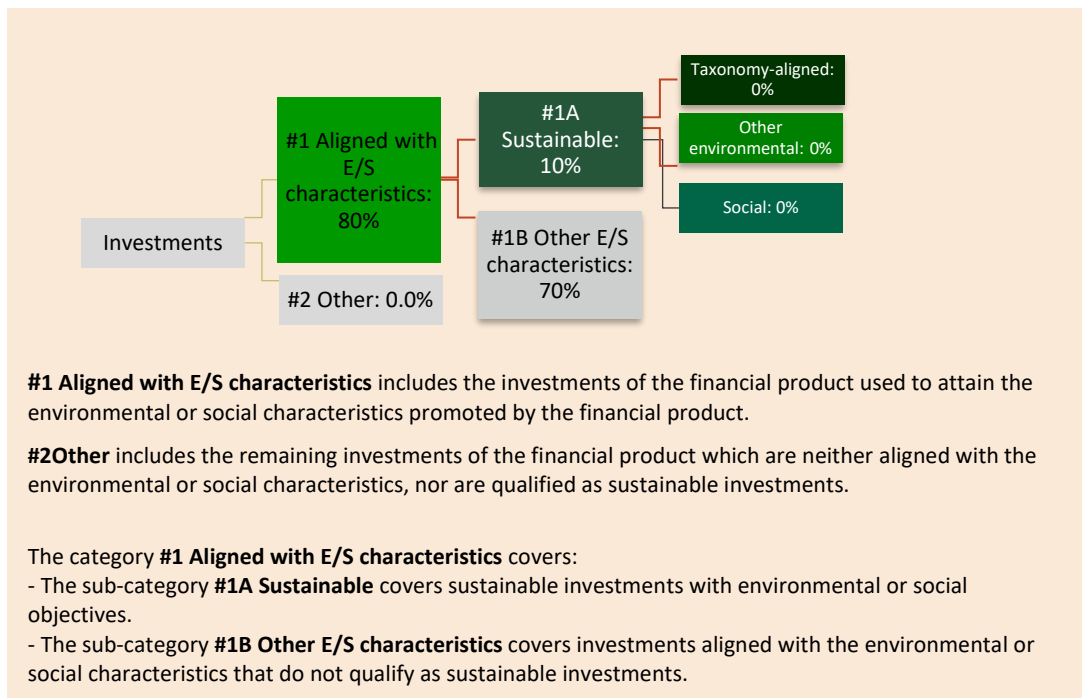 Taxonomy-aligned:
0%
#1A
Sustainable:
10%
Other
environmental: 0%
#1 Aligned with
E/S
characteristics:
80%
Social: 0%
Investments
#1B Other E/S
characteristics:
70%
#2 Other: 0.0%
#1 Aligned with E/S characteristics includes the investments of the financial product used to attain the
environmental or social characteristics promoted by the financial product.
#2Other includes the remaining investments of the financial product which are neither aligned with the
environmental or social characteristics, nor are qualified as sustainable investments.
The category #1 Aligned with E/S characteristics covers:
- The sub-category #1A Sustainable covers sustainable investments with environmental or social
objectives.
- The sub-category #1B Other E/S characteristics covers investments aligned with the environmental or
social characteristics that do not qualify as sustainable investments.